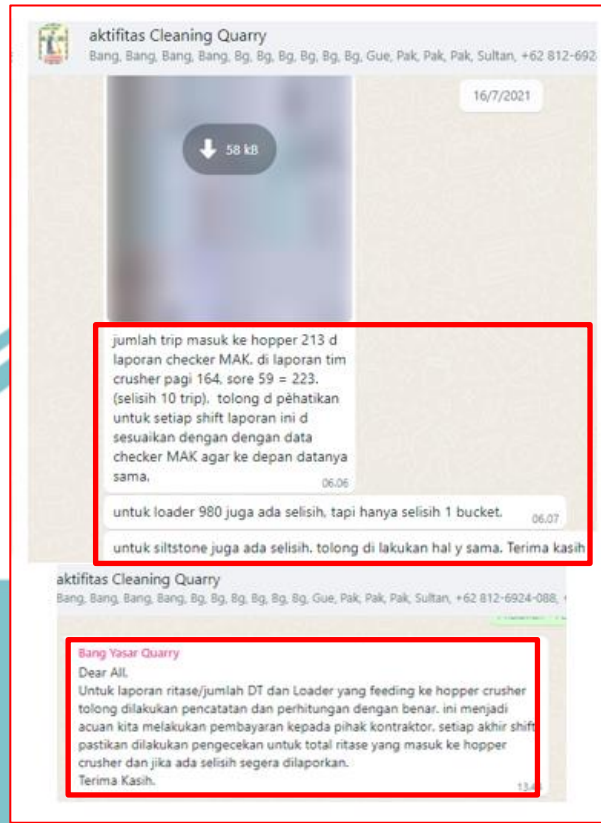 aktifitas Cleaning Quarry
Bang, Bang, Bang, Bang, Bg, Bg, Bg, Bg, Bg, Bg, Gue, Pak, Pak, Pak, Sultan, +62 812-692
16/7/2021
58 kB
jumlah trip masuk ke hopper 213 d
laporan checker MAK. di laporan tim
crusher pagi 164, sore 59 = 223.
(selisih 10 trip). tolong d pèhatikan
untuk setiap shift laporan ini d
sesuaikan dengan dengan data
checker MAK agar ke depan datanya
sama.
06.06
untuk loader 980 juga ada selisih, tapi hanya selisih 1 bucket.
06.07
untuk siltstone juga ada selisih. tolong di lakukan hal y sama. Terima kasih
aktifitas Cleaning Quarry
Bang, Bang, Bang, Bang, Bg, Bg, Bg, Bg, Bg, Bg, Gue, Pak, Pak, Pak, Sultan, +62 812-6924-088,
Bang Yasar Quarry
Dear All,
Untuk laporan ritase/jumlah DT dan Loader yang feeding ke hopper crusher
tolong dilakukan pencatatan dan perhitungan dengan benar. ini menjadi
acuan kita melakukan pembayaran kepada pihak kontraktor. setiap akhir shift
pastikan dilakukan pengecekan untuk total ritase yang masuk ke hopper
crusher dan jika ada selisih segera dilaporkan.
Terima Kasih.